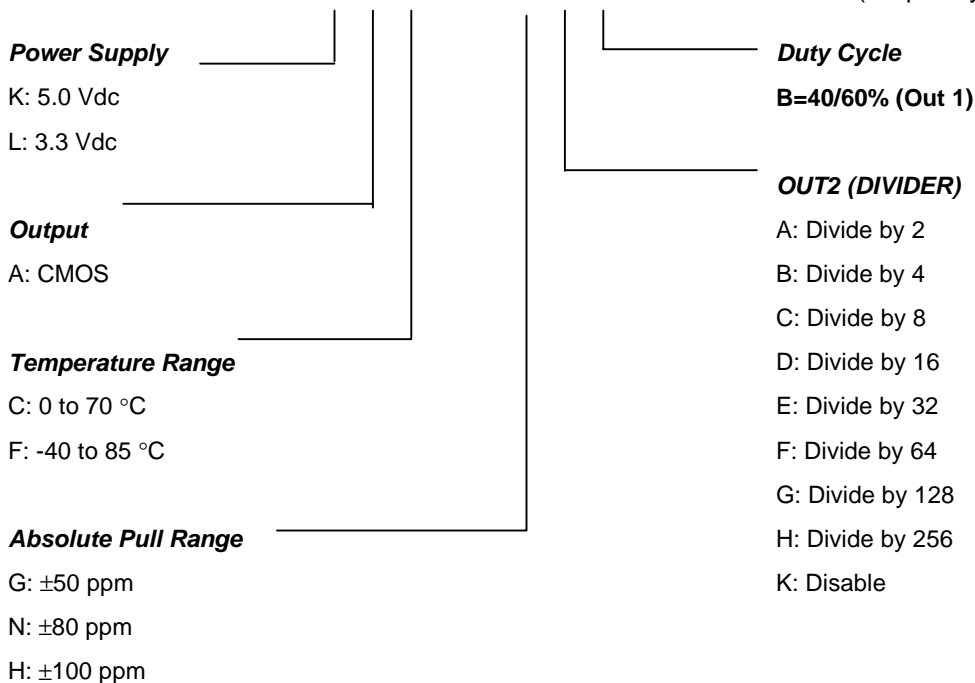 Power Supply
K: 5.0 Vdc
L: 3.3 Vdc
Output
A: CMOS
Temperature Range
C: 0 to 70 °C
F: -40 to 85 °C
Absolute Pull Range
G: ±50 ppm
N: ±80 ppm
H: ±100 ppm
Duty Cycle
B=40/60% (Out 1)
OUT2 (DIVIDER)
A: Divide by 2
B: Divide by 4
C: Divide by 8
D: Divide by 16
E: Divide by 32
F: Divide by 64
G: Divide by 128
H: Divide by 256
K: Disable